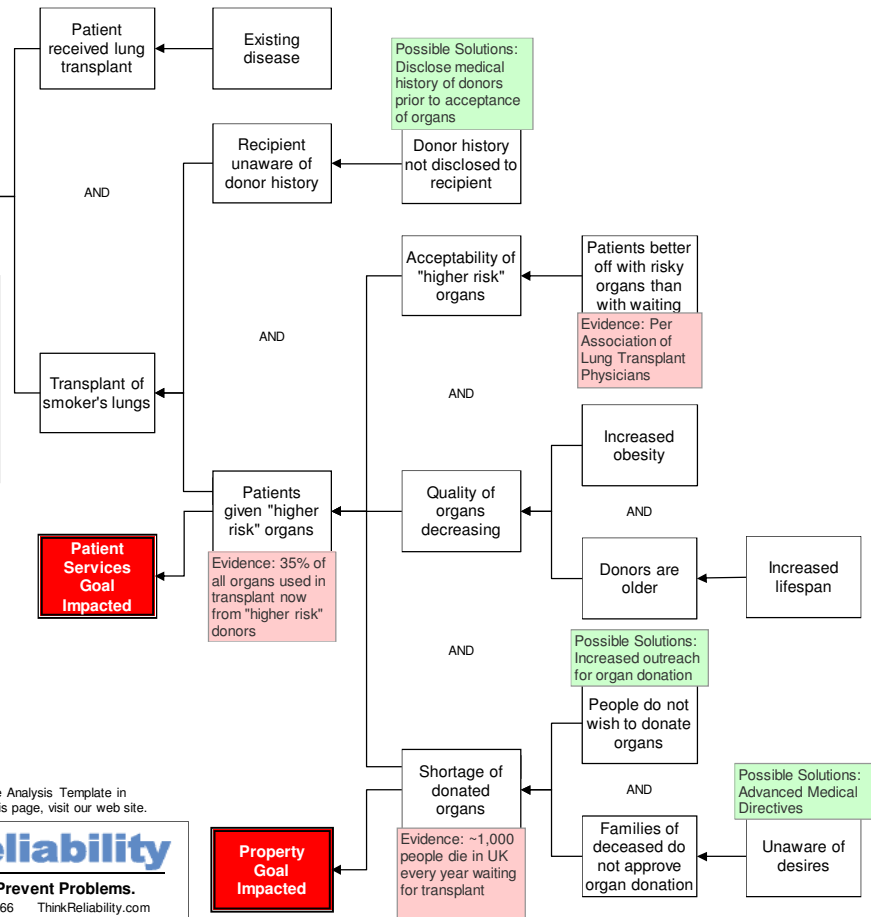 Patient
received lung
transplant
Existing
disease
Possible Solutions:
Disclose medical
history of donors
prior to acceptance
of organs
Recipient
unaware of
donor history
Donor history
not disclosed to
recipient
AND
Acceptability of
"higher risk"
organs
Patients better
off with risky
organs than
with waiting
Evidence: Per
Association of
Lung Transplant
Physicians
AND
Transplant of
smoker's lungs
AND
Increased
obesity
Patients
given "higher
risk" organs
Quality of
organs
decreasing
AND
Patient
Services
Goal
Impacted
Evidence: 35% of
all organs used in
transplant now
from "higher risk"
donors
Donors are
older
Increased
lifespan
AND
Possible Solutions:
Increased outreach
for organ donation
People do not
wish to donate
organs
Shortage of
donated
organs
AND
Possible Solutions:
Advanced Medical
Directives
Analysis Template in
is page, visit our web site.
eliability
Prevent Problems.
66 ThinkReliability.com
Property
Goal
Impacted
Evidence: ~1,000
people die in UK
every year waiting
for transplant
Families of
deceased do
not approve
organ donation
Unaware of
desires